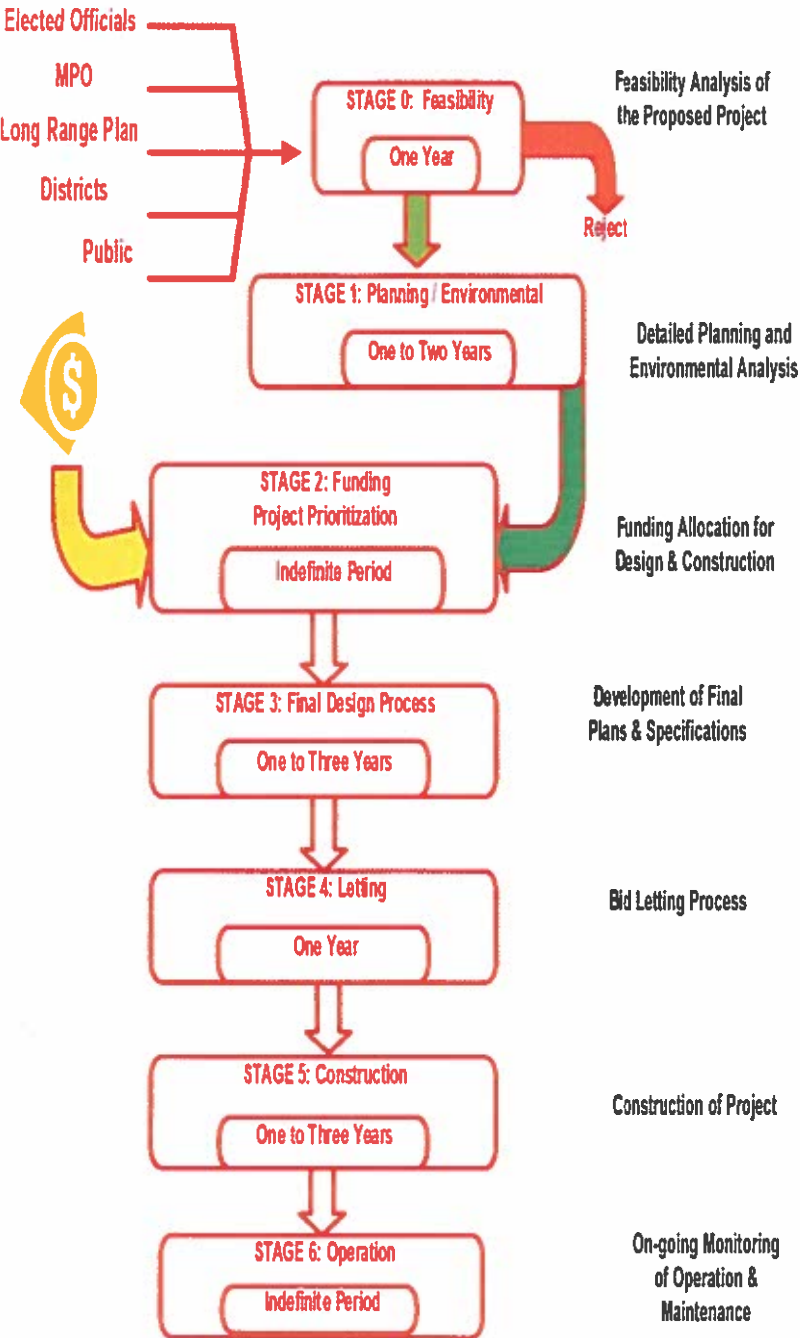 Elected Officials
MPO
Long Range Plan
Districts
Public
STAGE 0: Feasibility
One Year
Feasibility Analysis of
the Proposed Project
Reject
STAGE 1: Planning / Environmental
One to Two Years
Detailed Planning and
Environmental Analysis
$
STAGE 2: Funding
Project Prioritization
Indefinite Period
Funding Allocation for
Design & Construction
STAGE 3: Final Design Process
One to Three Years
Development of Final
Plans & Specifications
STAGE 4: Letting
One Year
Bid Letting Process
STAGE 5: Construction
One to Three Years
Construction of Project
STAGE 6: Operation
Indefinite Period
On-going Monitoring
of Operation &
Maintenance